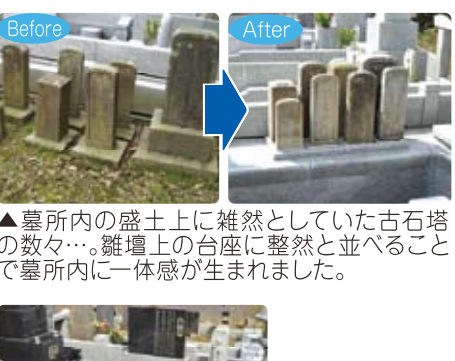 Before
After
▲墓所内の盛土上に雑然としていた古石塔
の数々…。雛壇上の台座に整然と並べること
で墓所内に一体感が生まれました。